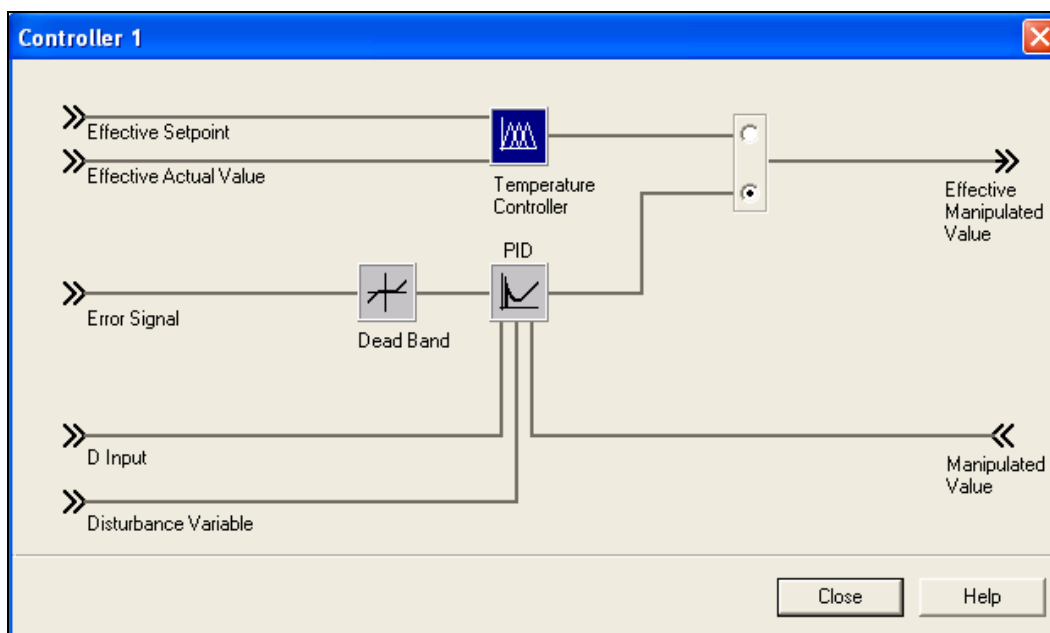 Controller 1
Effective Setpoint
Effective Actual Value
Temperature
Controller
Effective
Manipulated
Value
PID
Error Signal
Dead Band
D Input
Manipulated
Value
Disturbance Variable
Close
Help